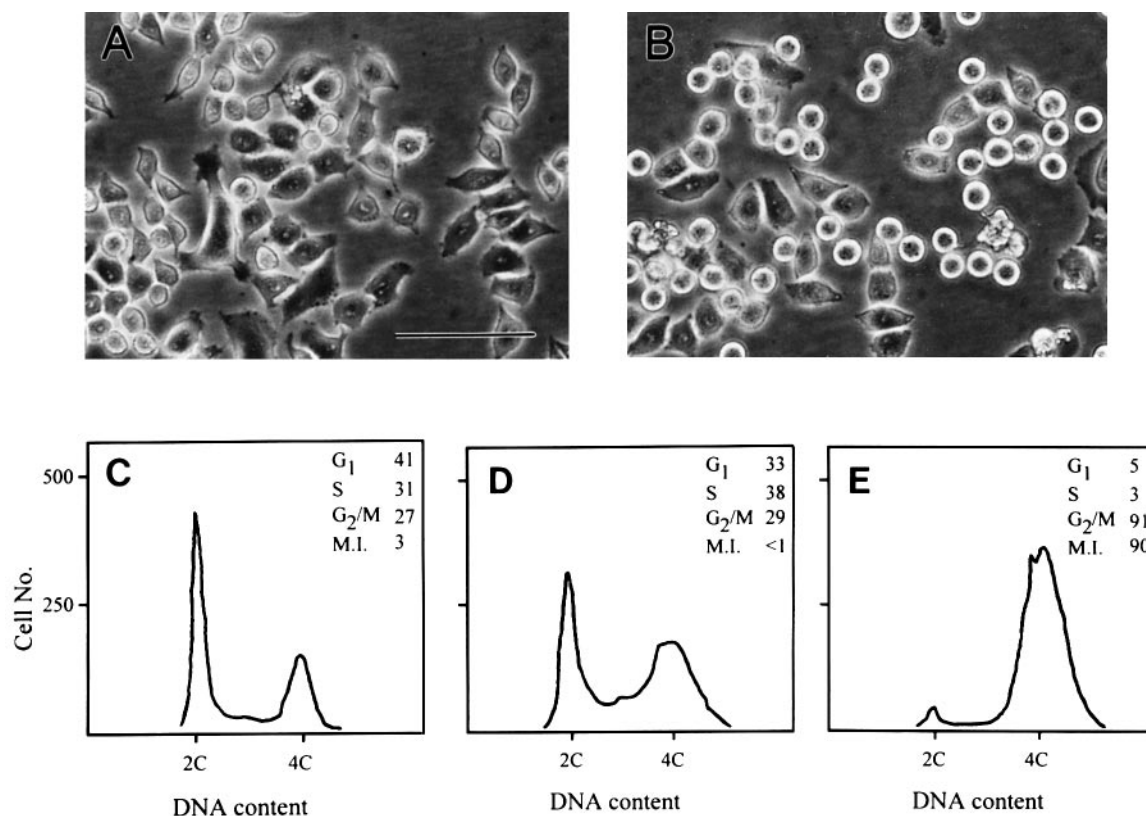 A
B
C
G1 41
S 31
G2/M 27
M.I. 3
500
250
Cell No.
2C 4C
DNA content
D
G1 33
S 38
G2/M 29
M.I. <1
2C 4C
DNA content
E
G1 5
S 3
G2/M 91
M.I. 90
2C 4C
DNA content